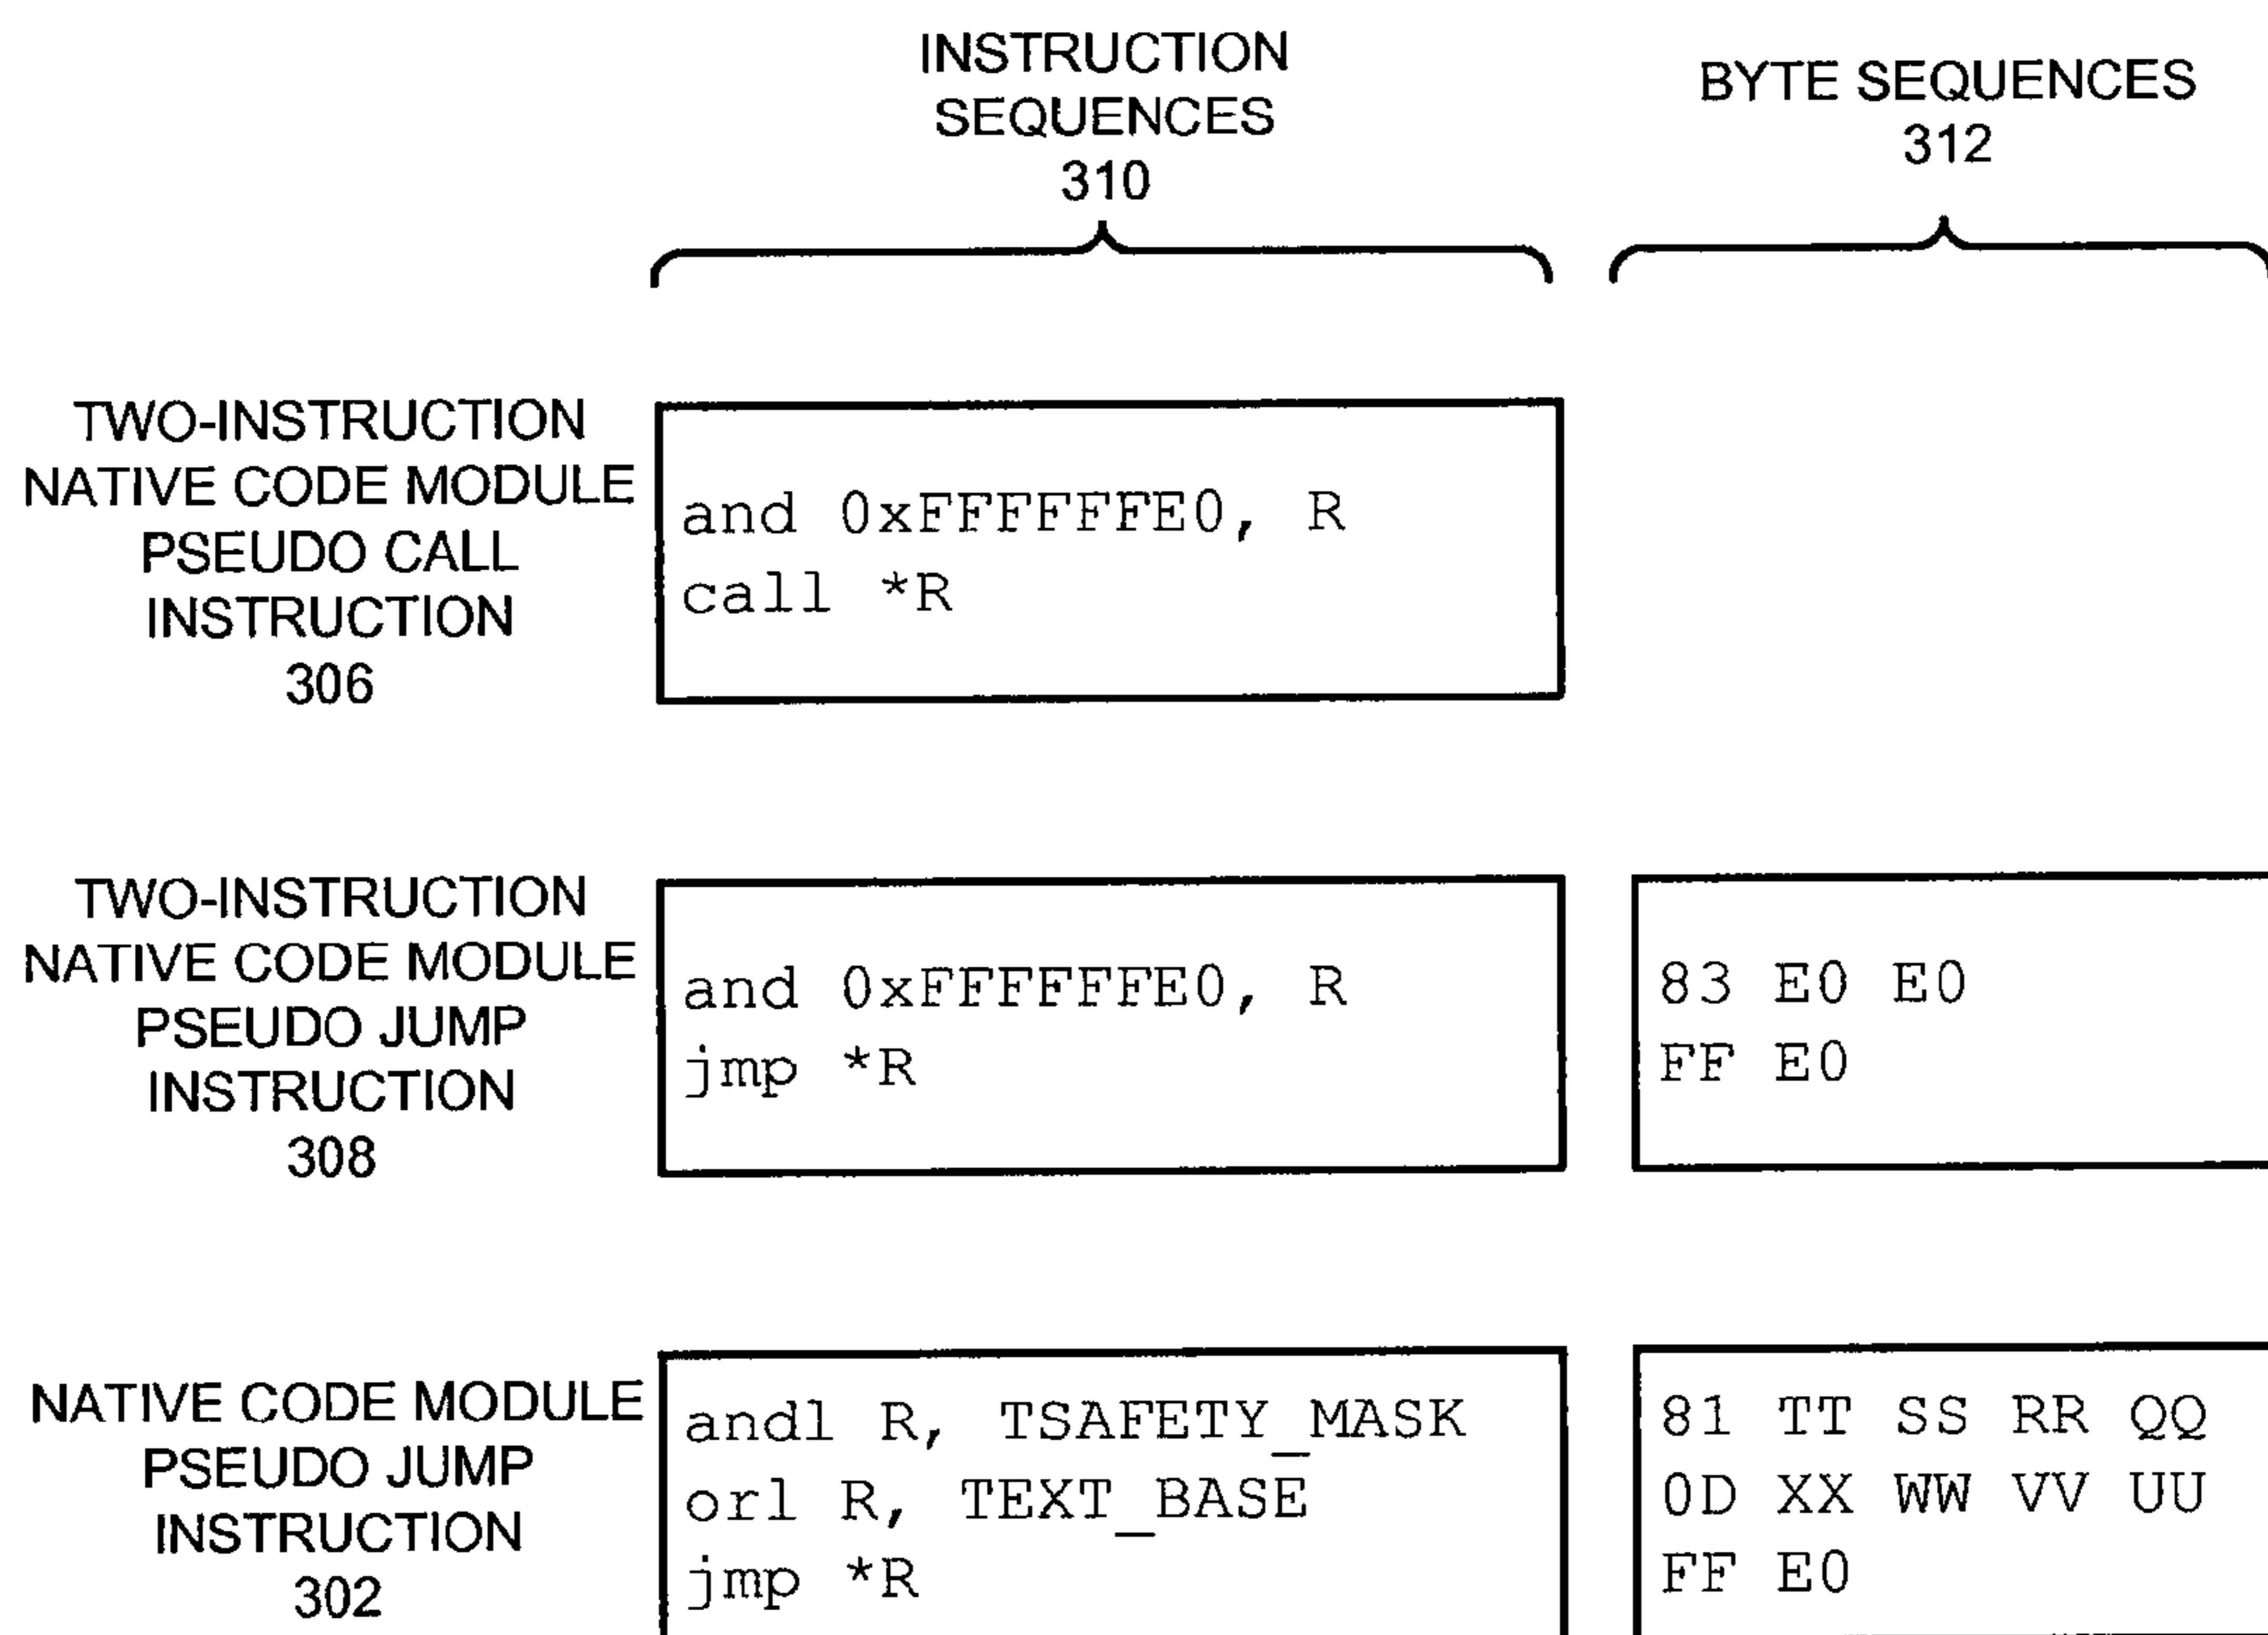 INSTRUCTION
SEQUENCES
310
BYTE SEQUENCES
312
TWO-INSTRUCTION
NATIVE CODE MODULE
PSEUDO CALL
INSTRUCTION
306
and 0xFFFFFFE0, R
call *R
TWO-INSTRUCTION
NATIVE CODE MODULE
PSEUDO JUMP
INSTRUCTION
308
and 0xFFFFFFE0, R
jmp *R
83 E0 E0
FF E0
NATIVE CODE MODULE
PSEUDO JUMP
INSTRUCTION
302
andl R, TSAFETY_MASK
orl R, TEXT_BASE
jmp *R
81 TT SS RR QQ
0D XX WW VV UU
FF E0